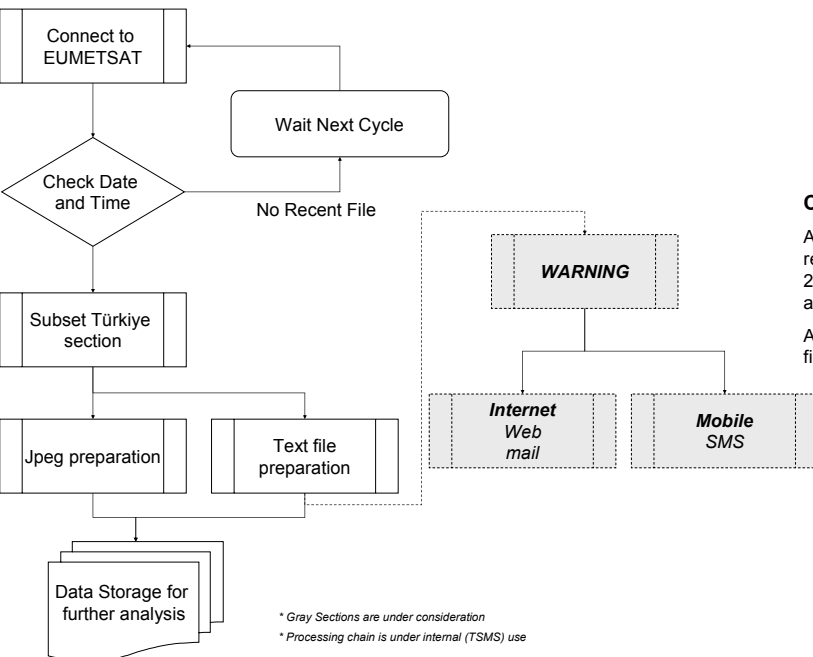 Connect to
EUMETSAT
Wait Next Cycle
Check Date
and Time
No Recent File
WARNING
Subset Türkiye
section
Internet
Web
mail
Mobile
SMS
Jpeg preparation
Text file
preparation
Data Storage for
further analysis
* Gray Sections are under consideration
* Processing chain is under internal (TSMS) use